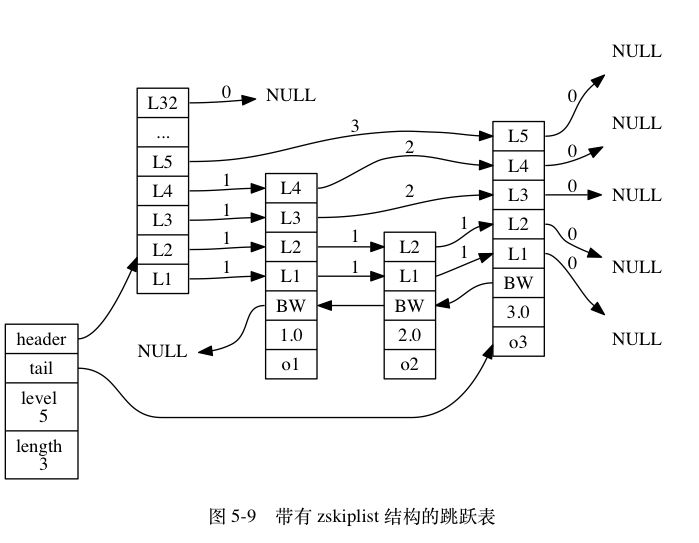 NULL
L32
0
NULL
0
...
3
L5
NULL
L5
2
L4
0
L4
1
L4
L3
2
L3
0
NULL
L3
1
L2
1
L2
1
L2
1
L2
0
L1
1
L1
1
L1
1
L1
0
NULL
BW
BW
BW
header
1.0
2.0
3.0
NULL
NULL
tail
o1
o2
o3
level
5
length
3
图 5-9 带有 zskiplist 结构的跳跃表